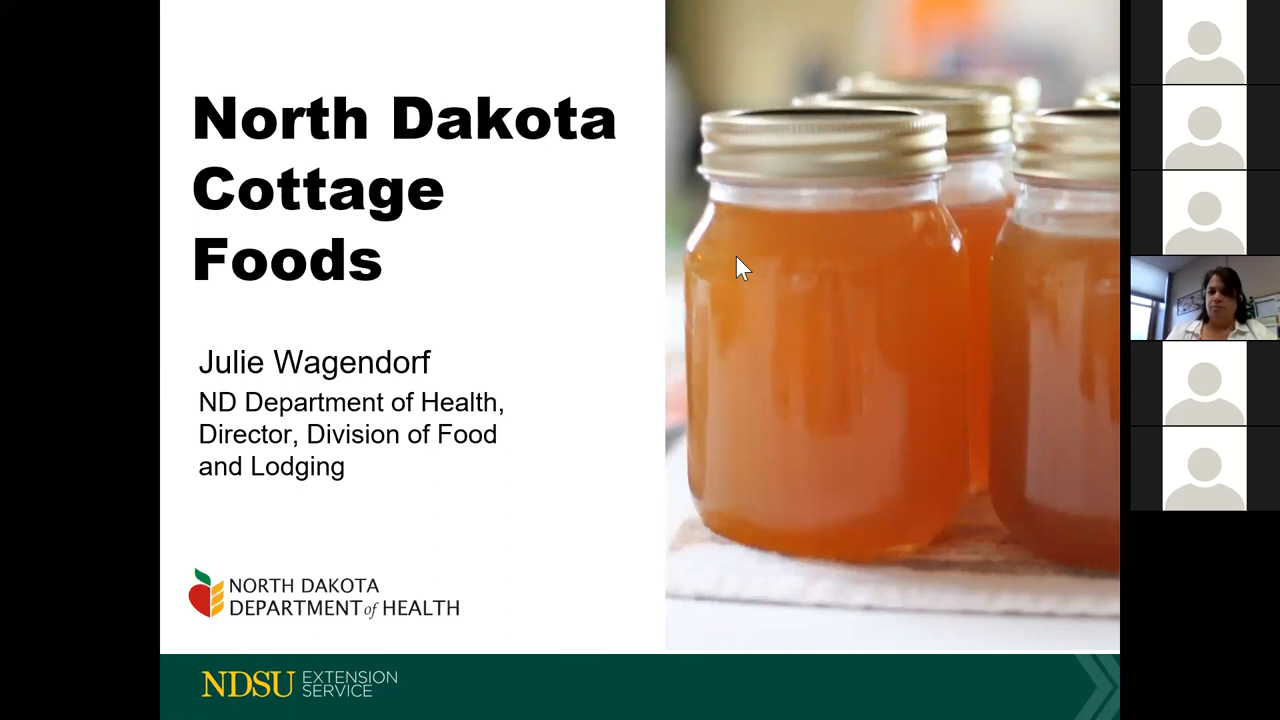 North Dakota
Cottage
Foods
Julie Wagendorf
ND Department of Health,
Director, Division of Food
and Lodging
NORTH DAKOTA
DEPARTMENT of HEALTH
NDSU EXTENSION
SERVICE